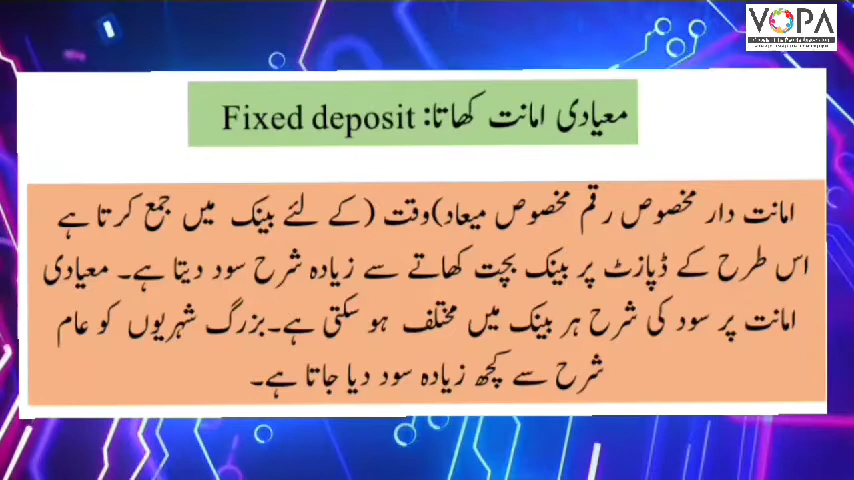 VOPA
معیادی امانت کھاتا: Fixed deposit
امانت دار مخصوص رقم مخصوص میعاد)وقت (کے لئے بینک میں جمع کرتا ہے
اس طرح کے ڈپازٹ پر بینک بچت کھاتے سے زیادہ شرح سود دیتا ہے۔ معیادی
امانت پر سود کی شرح ہر بینک میں مختلف ہو سکتی ہے۔بزرگ شہریوں کو عام
شرح سے کچھ زیادہ سود دیا جاتا ہے۔